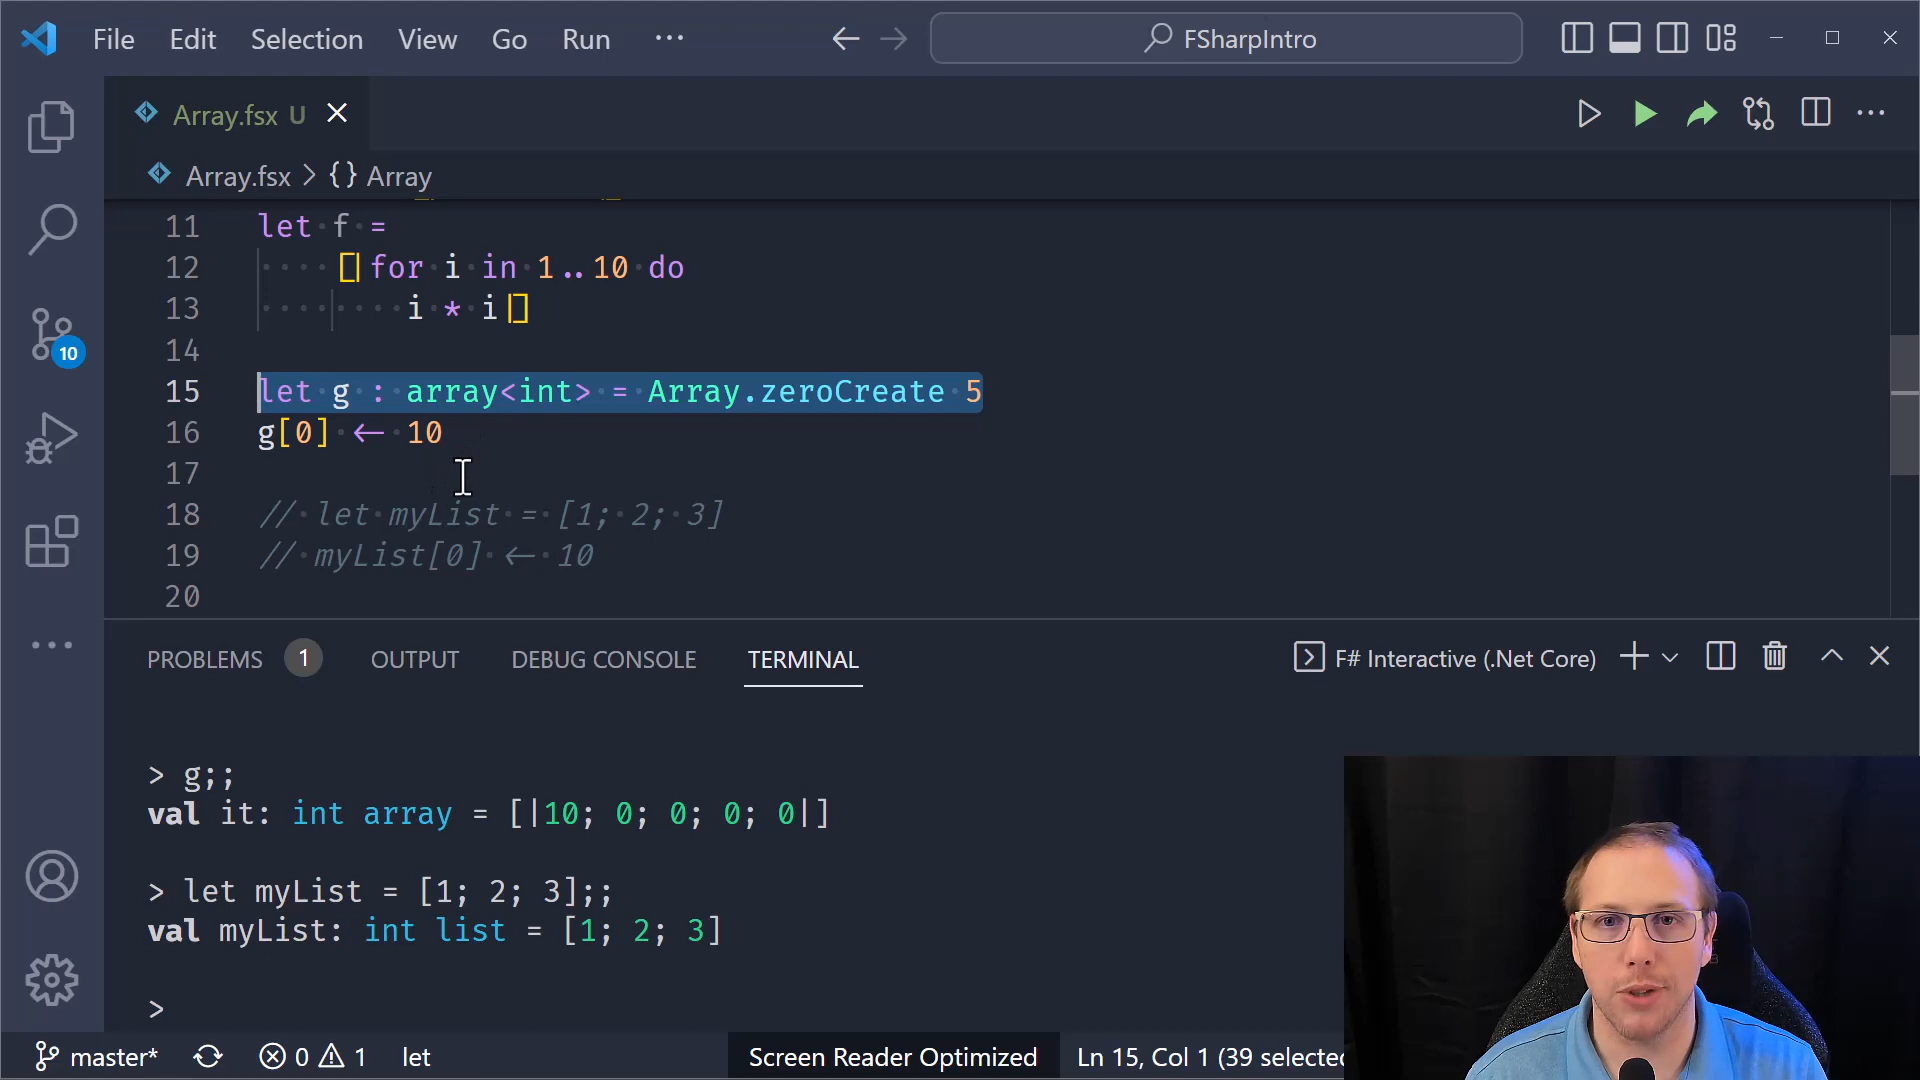 File Edit Selection View Go Run ··· FSharpIntro
Array.fsx U
Array.fsx > {} Array
11 let f =
12 [|for i in 1..10 do
13 i * i|]
14
15 let g : array<int> = Array.zeroCreate 5
16 g[0] <- 10
17
18 // let myList = [1; 2; 3]
19 // myList[0] <- 10
20
10
PROBLEMS 1 OUTPUT DEBUG CONSOLE TERMINAL F# Interactive (.Net Core)
> g;;
val it: int array = [|10; 0; 0; 0; 0|]
> let myList = [1; 2; 3];;
val myList: int list = [1; 2; 3]
>
master* 0 1 let Screen Reader Optimized Ln 15, Col 1 (39 selected